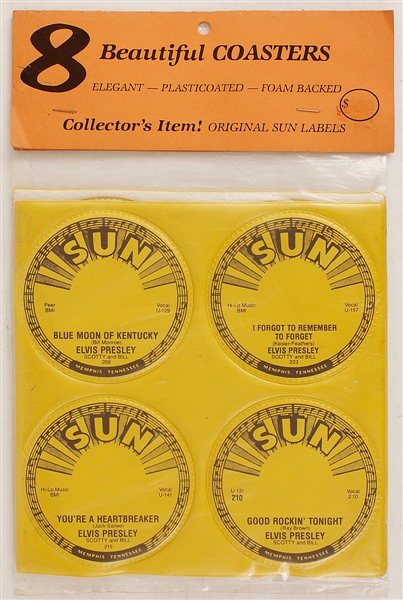 8 Beautiful COASTERS
ELEGANT — PLASTICOATED — FOAM BACKED
$
Collector's Item! ORIGINAL SUN LABELS
SUN
Peer
BMI
Vocal
U-129
BLUE MOON OF KENTUCKY
(Bill Monroe)
ELVIS PRESLEY
SCOTTY and BILL
209
MEMPHIS TENNESSEE
SUN
Hi-Lo Music
BMI
Vocal
U-157
I FORGOT TO REMEMBER
TO FORGET
(Kesler-Feathers)
ELVIS PRESLEY
SCOTTY and BILL
223
MEMPHIS TENNESSEE
SUN
Hi-Lo Music
BMI
Vocal
U-141
YOU'RE A HEARTBREAKER
(Jack Sallee)
ELVIS PRESLEY
SCOTTY and BILL
215
MEMPHIS TENNESSEE
SUN
U-131
210
Vocal
210
GOOD ROCKIN' TONIGHT
(Roy Brown)
ELVIS PRESLEY
SCOTTY and BILL
MEMPHIS TENNESSEE